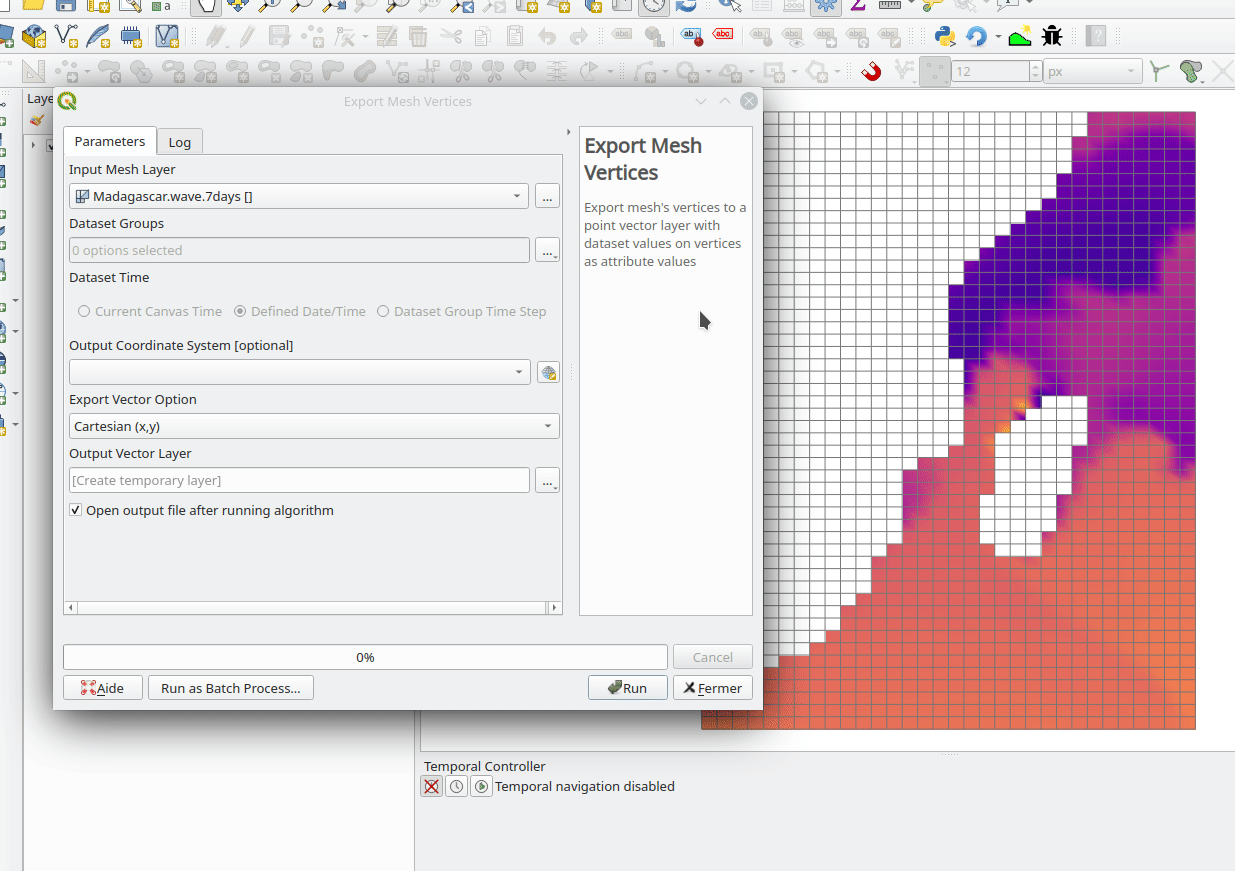 12
px
Laye
Export Mesh Vertices
Parameters
Log
Input Mesh Layer
Madagascar.wave.7days []
...
Dataset Groups
0 options selected
...
Dataset Time
Current Canvas Time
Defined Date/Time
Dataset Group Time Step
Output Coordinate System [optional]
Export Vector Option
Cartesian (x,y)
Output Vector Layer
[Create temporary layer]
...
Open output file after running algorithm
Export Mesh
Vertices
Export mesh's vertices to a
point vector layer with
dataset values on vertices
as attribute values
0%
Cancel
Aide
Run as Batch Process...
Run
Fermer
Temporal Controller
Temporal navigation disabled